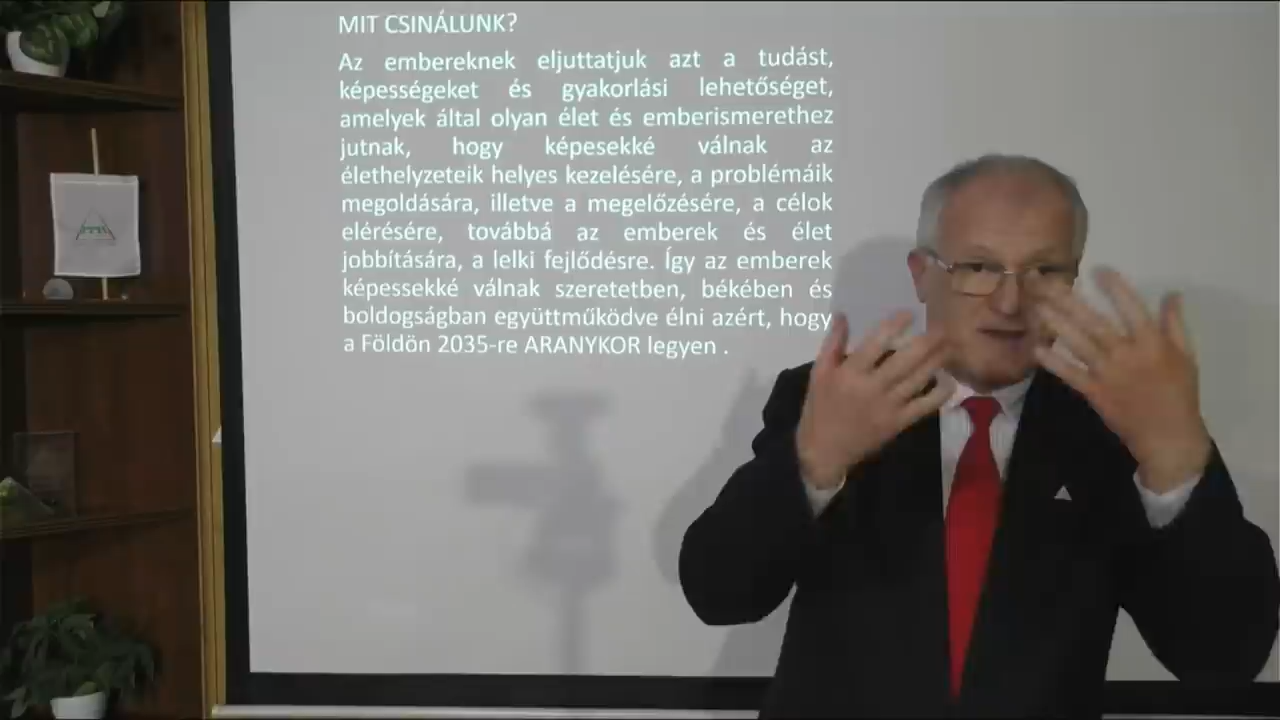 MIT CSINÁLUNK?
Az embereknek eljuttatjuk azt a tudást,
képességeket és gyakorlási lehetőséget,
amelyek által olyan élet és emberismerethez
jutnak, hogy képesekké válnak az
élethelyzeteik helyes kezelésére, a problémáik
megoldására, illetve a megelőzésére, a célok
elérésére, továbbá az emberek és élet
jobbítására, a lelki fejlődésre. Így az emberek
képessekké válnak szeretetben, békében és
boldogságban együttműködve élni azért, hogy
a Földön 2035-re ARANYKOR legyen .